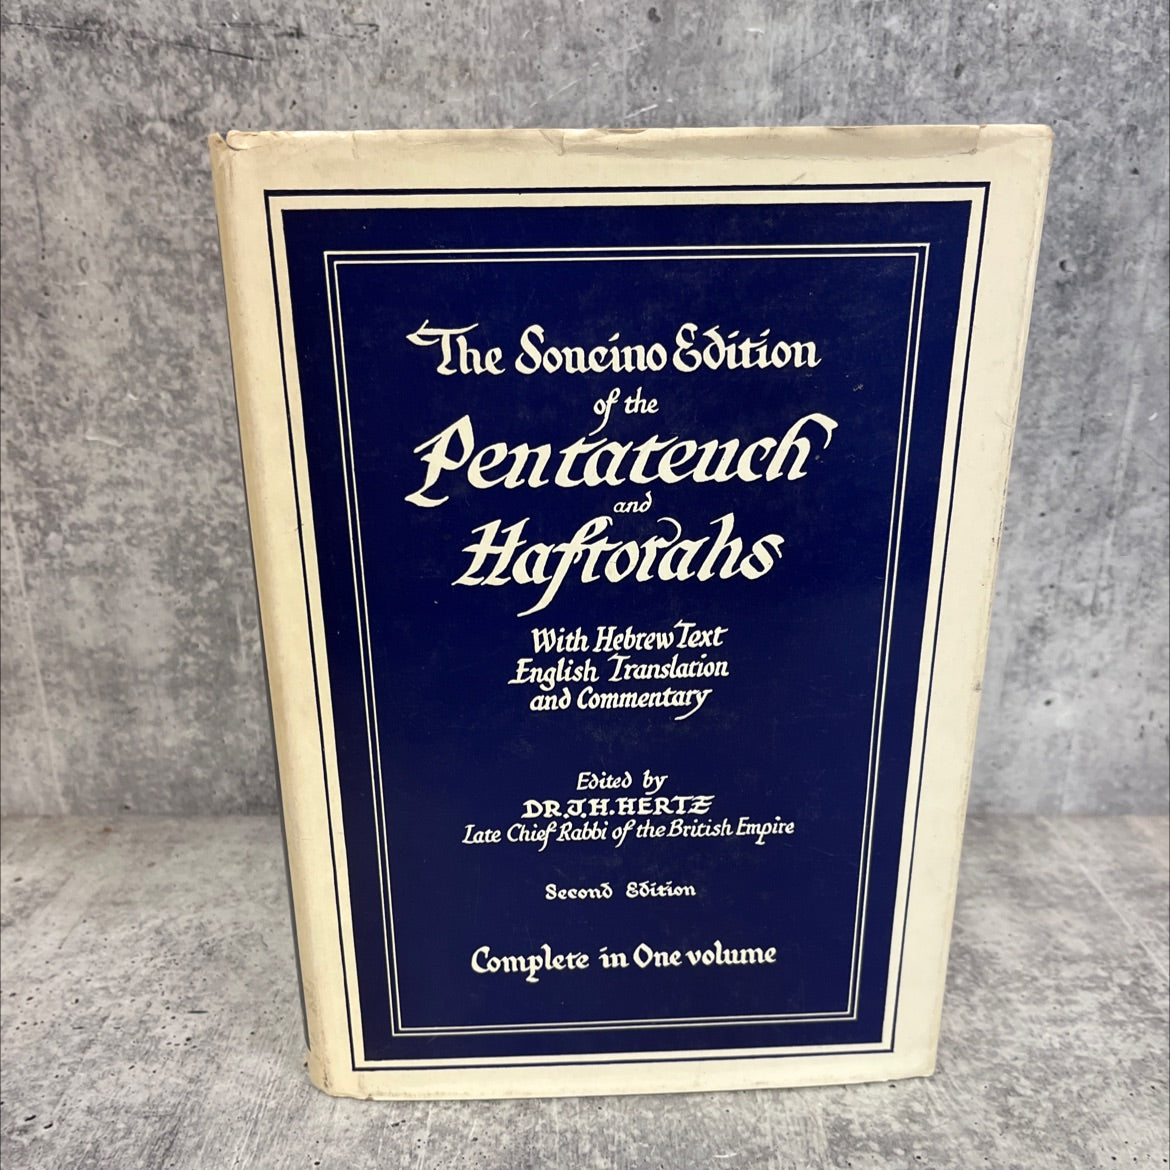 The Soncino Edition
of the
Pentateuch
and
Haftorahs
With Hebrew Text
English Translation
and Commentary
Edited by
DR. J. H. HERTZ
Late Chief Rabbi of the British Empire
Second Edition
Complete in One volume